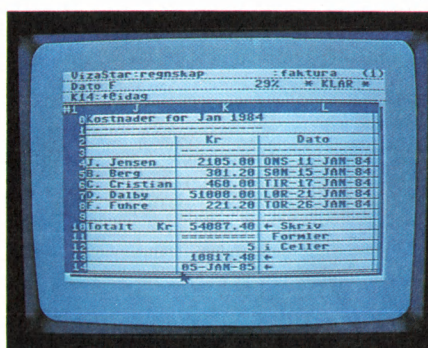 VizaStar:regnskap :faktura (1)
Dato F 29% * KLAR *
K14:+@idag
#1 J K L
0 Kostnader for Jan 1984
1 --------------------
2 Kr Dato
3 --------- ------------
4 J. Jensen 2105.00 ONS-11-JAN-84
5 B. Berg 301.20 SØN-15-JAN-84
6 C. Cristian 460.00 TIR-17-JAN-84
7 D. Dalby 51000.00 LØR-21-JAN-84
8 F. Fuhre 221.20 TOR-26-JAN-84
9 --------- ------------
10 Totalt Kr 54087.40 ← Skriv
11 ========= Formler
12 5 i Celler
13 10817.48 ←
14 05-JAN-85 ←